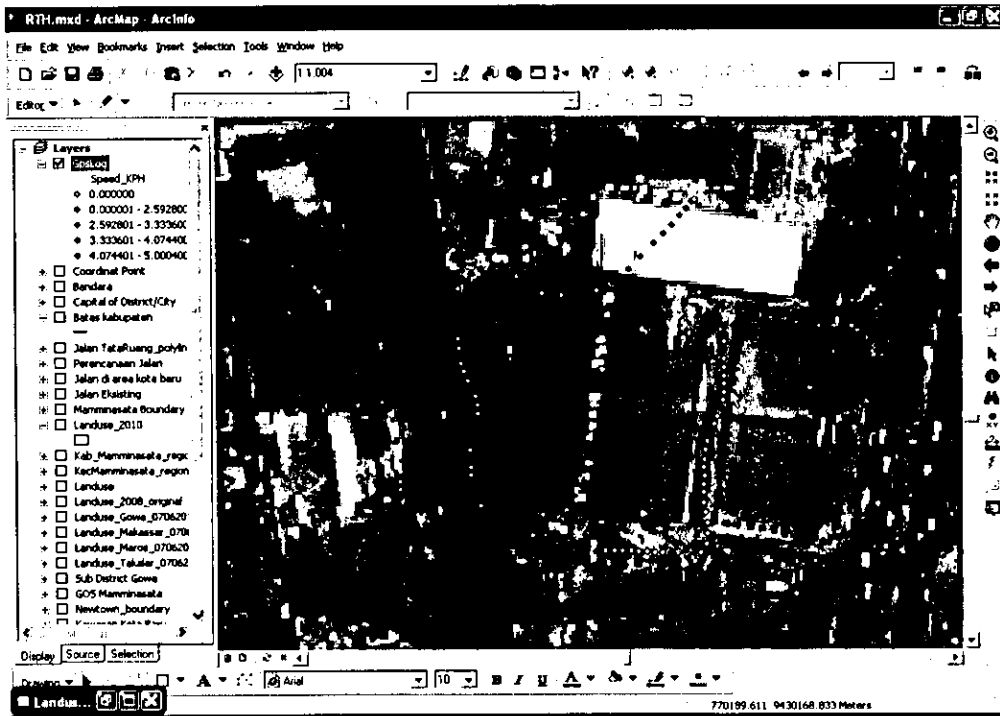 RTH.mxd - ArcMap - ArcInfo
File Edit View Bookmarks Insert Selection Tools Window Help
1:1.004
Editor
Layers
GpsLog
Speed_KPH
0.000000
0.000001 - 2.592800
2.592801 - 3.333600
3.333601 - 4.074400
4.074401 - 5.000400
Coordinat Point
Bandara
Capital of District/City
Batas kabupaten
Jalan TataRuang_polylin
Perencanaan Jalan
Jalan di area kota baru
Jalan Eksisting
Mamminasata Boundary
Landuse_2010
Kab_Mamminasata_regio
KecMamminasata_region
Landuse
Landuse_2008_original
Landuse_Gowa_070620
Landuse_Makassar_070
Landuse_Maros_070620
Landuse_Takalar_07062
Sub District Gowa
GOS Mamminasata
Newtown_boundary
Display Source Selection
Drawing A Arial 10 B I U A
Landus...
770189.611 9430168.833 Meters